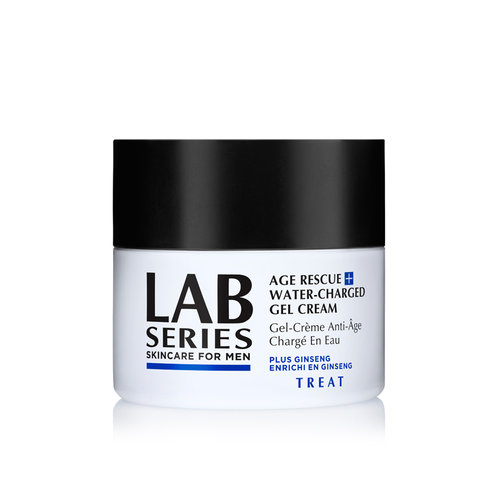 LAB
SERIES
SKINCARE FOR MEN
AGE RESCUE+
WATER-CHARGED
GEL CREAM
Gel-Crème Anti-Âge
Chargé En Eau
PLUS GINSENG
ENRICHI EN GINSENG
TREAT